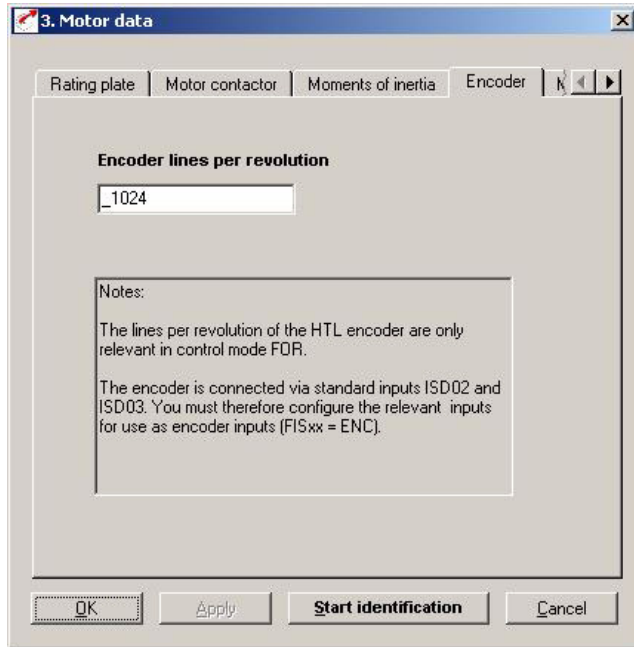 3. Motor data
Rating plate
Motor contactor
Moments of inertia
Encoder
Encoder lines per revolution
_1024
Notes:
The lines per revolution of the HTL encoder are only
relevant in control mode FOR.
The encoder is connected via standard inputs ISD02 and
ISD03. You must therefore configure the relevant inputs
for use as encoder inputs (FISxx = ENC).
OK
Apply
Start identification
Cancel